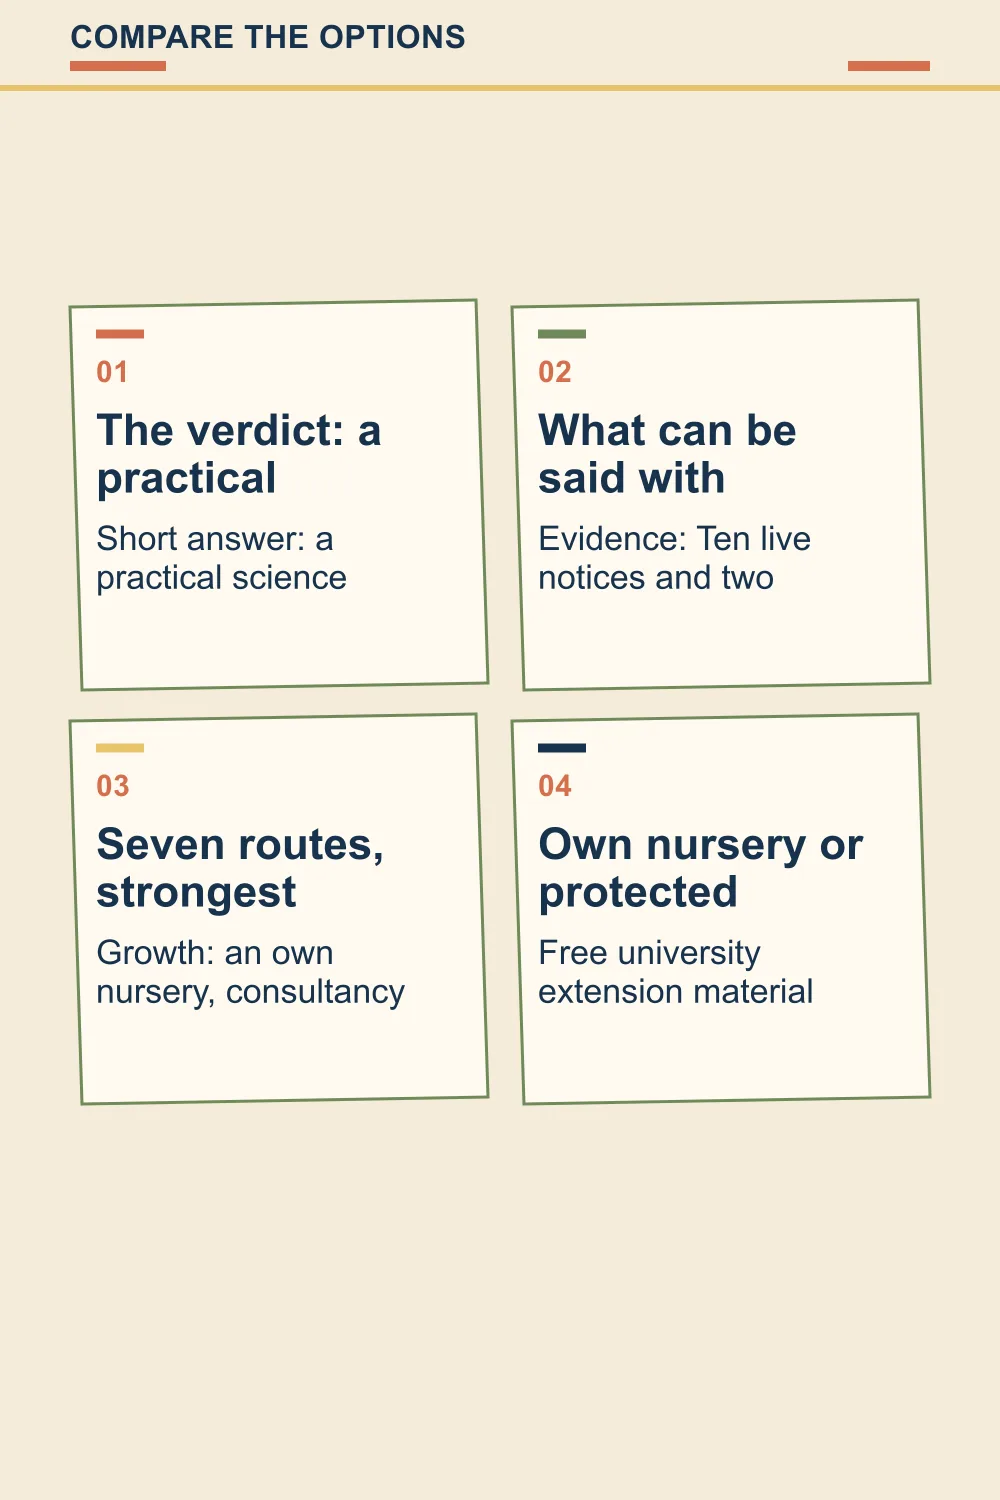 COMPARE THE OPTIONS
01
The verdict: a
practical
Short answer: a
practical science
02
What can be
said with
Evidence: Ten live
notices and two
03
Seven routes,
strongest
Growth: an own
nursery, consultancy
04
Own nursery or
protected
Free university
extension material